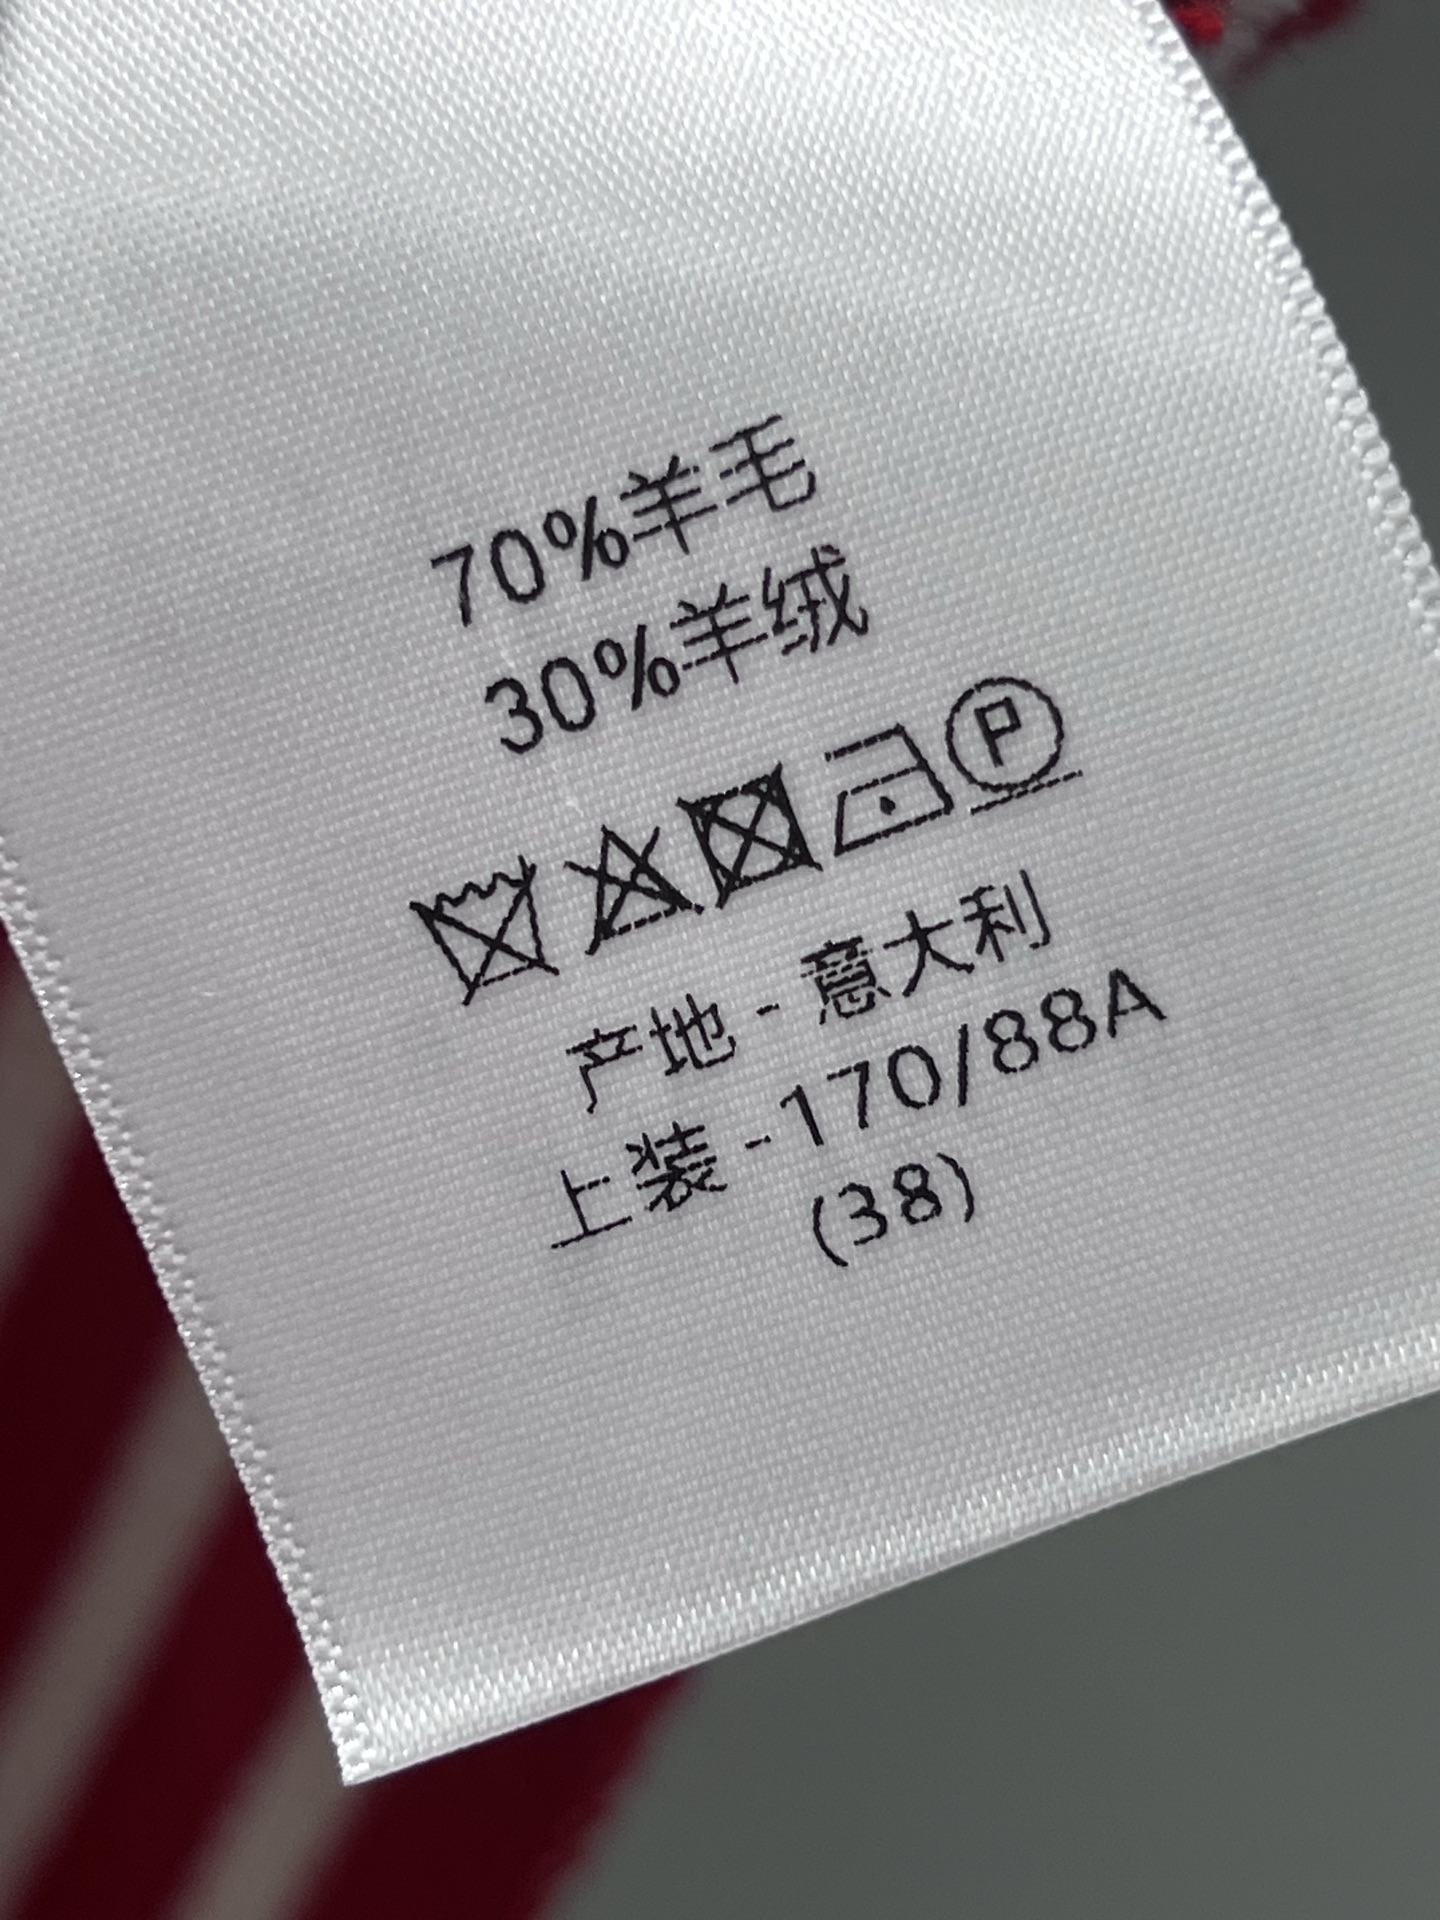 70%羊毛
30%羊绒
P
产地 - 意大利
上装 - 170/88A
(38)